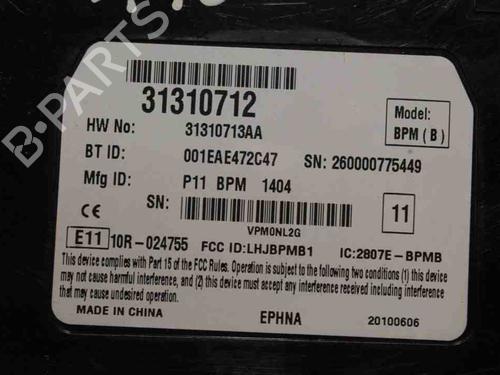 31310712
Model:
BPM ( B )
HW No: 31310713AA
BT ID: 001EAE472C47 SN: 260000775449
Mfg ID: P11 BPM 1404
SN:
11
VPM0NL2G
CE
E11 10R-024755 FCC ID:LHJBPMB1 IC:2807E-BPMB
This device complies with Part 15 of the FCC Rules. Operation is subject to the following two conditions (1) this device
may not cause harmful interference, and (2) this device must accept any interference received, including interference that
may cause undesired operation.
MADE IN CHINA EPHNA 20100606
B-PARTS